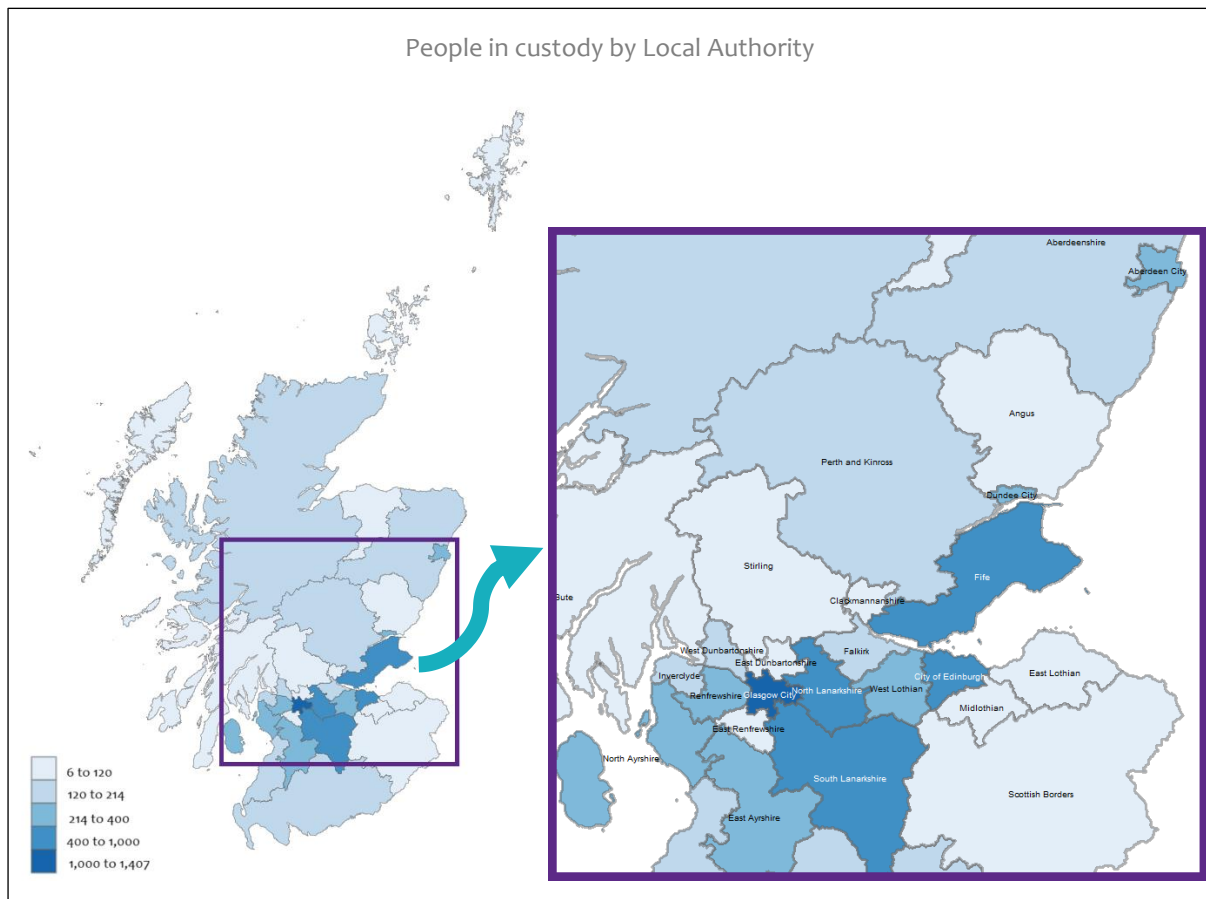 People in custody by Local Authority
Aberdeenshire
Aberdeen City
Angus
Perth and Kinross
Dundee City
Fife
Stirling
Clackmannanshire
Bute
West Dunbartonshire
Falkirk
East Dunbartonshire
Inverclyde
Renfrewshire
Glasgow City
North Lanarkshire
West Lothian
City of Edinburgh
East Lothian
Midlothian
East Renfrewshire
North Ayrshire
South Lanarkshire
Scottish Borders
East Ayrshire
6 to 120
120 to 214
214 to 400
400 to 1,000
1,000 to 1,407